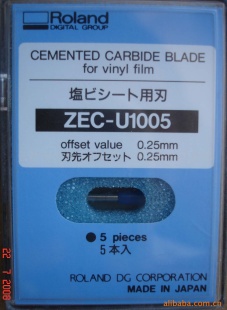 Roland
DIGITAL GROUP
CEMENTED CARBIDE BLADE
for vinyl film
塩ビシート用刃
ZEC-U1005
offset value 0.25mm
刃先オフセット 0.25mm
● 5 pieces
5本入
ROLAND DG CORPORATION
MADE IN JAPAN
22 7 2008
alibaba.com.cn